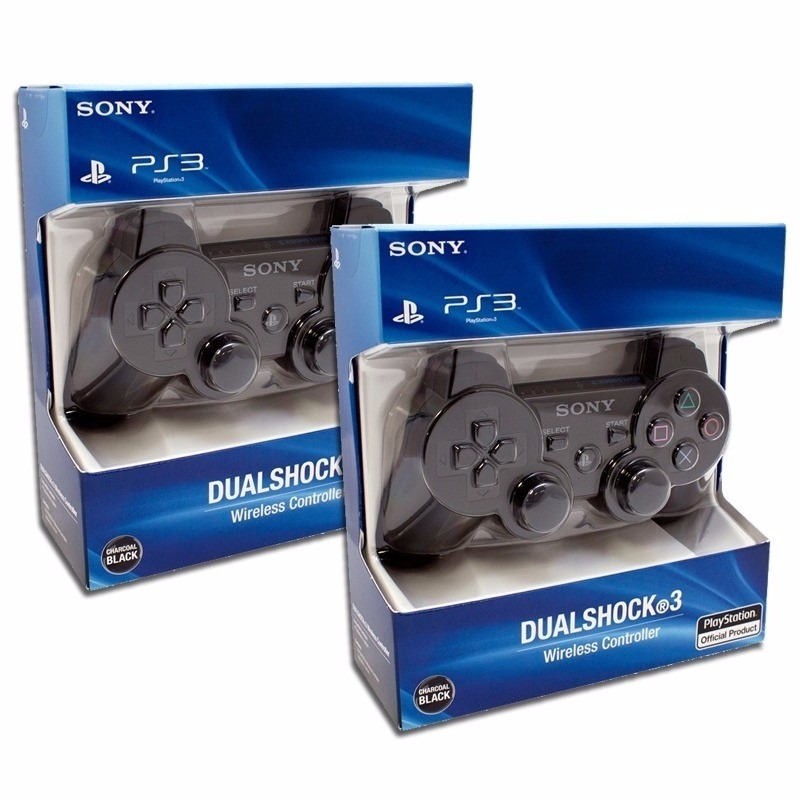 SONY
PS3
PlayStation®3
SONY
SELECT
START
DUALSHOCK
Wireless Controlle
CHARCOAL
BLACK
SONY
PS3
PlayStation®3
SONY
SELECT
START
DUALSHOCK®3
Wireless Controller
CHARCOAL
BLACK
PlayStation
Official Product